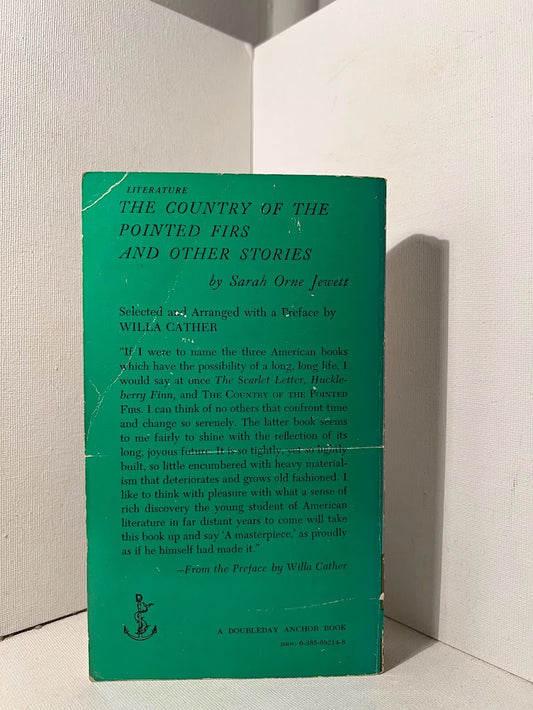 LITERATURE
THE COUNTRY OF THE
POINTED FIRS
AND OTHER STORIES
by Sarah Orne Jewett
Selected and Arranged with a Preface by
WILLA CATHER
"If I were to name the three American books
which have the possibility of a long, long life, I
would say at once The Scarlet Letter, Huckle-
berry Finn, and THE COUNTRY OF THE POINTED
FIRS. I can think of no others that confront time
and change so serenely. The latter book seems
to me fairly to shine with the reflection of its
long, joyous future. It is so tightly, yet so lightly
built, so little encumbered with heavy material-
ism that deteriorates and grows old fashioned. I
like to think with pleasure with what a sense of
rich discovery the young student of American
literature in far distant years to come will take
this book up and say 'A masterpiece,' as proudly
as if he himself had made it."
—From the Preface by Willa Cather
A DOUBLEDAY ANCHOR BOOK
ISBN: 0-385-09214-8